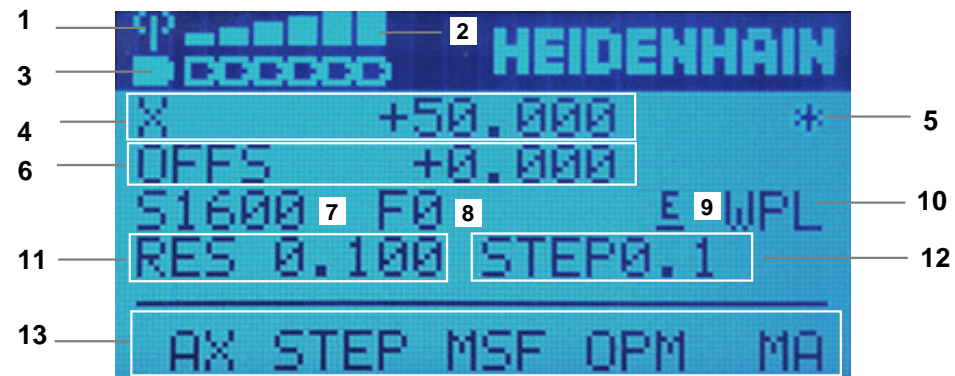 1 2 HEIDENHAIN
3
4 X +50.000 * 5
6 OFFS +0.000
S1600 7 F0 8 E 9 WPL 10
11 RES 0.100 STEP0.1 12
13 AX STEP MSF OPM MA